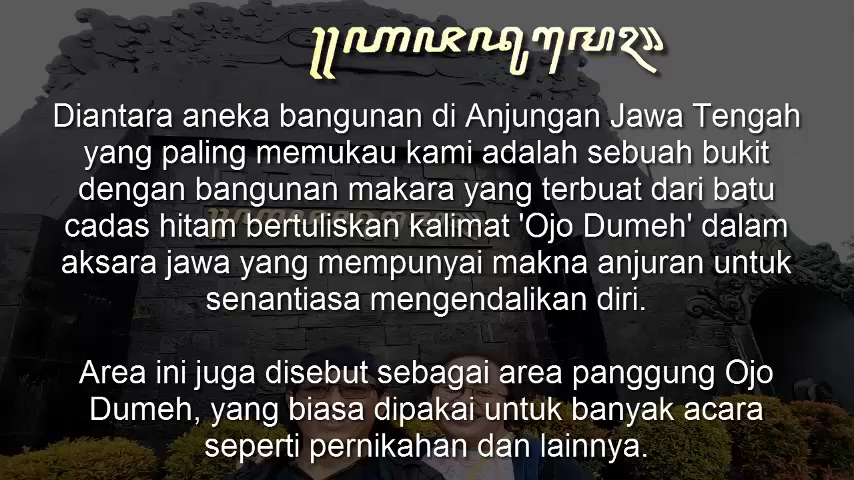 Diantara aneka bangunan di Anjungan Jawa Tengah
yang paling memukau kami adalah sebuah bukit
dengan bangunan makara yang terbuat dari batu
cadas hitam bertuliskan kalimat 'Ojo Dumeh' dalam
aksara jawa yang mempunyai makna anjuran untuk
senantiasa mengendalikan diri.
Area ini juga disebut sebagai area panggung Ojo
Dumeh, yang biasa dipakai untuk banyak acara
seperti pernikahan dan lainnya.